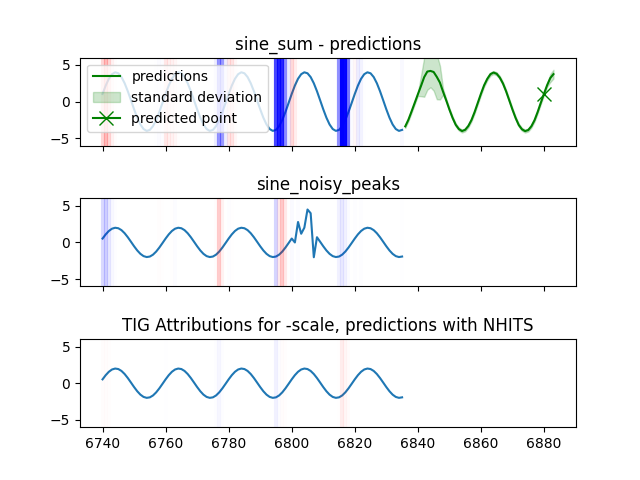 sine_sum - predictions
5
0
−5
predictions
standard deviation
predicted point
sine_noisy_peaks
5
0
−5
TIG Attributions for -scale, predictions with NHITS
5
0
−5
6740 6760 6780 6800 6820 6840 6860 6880